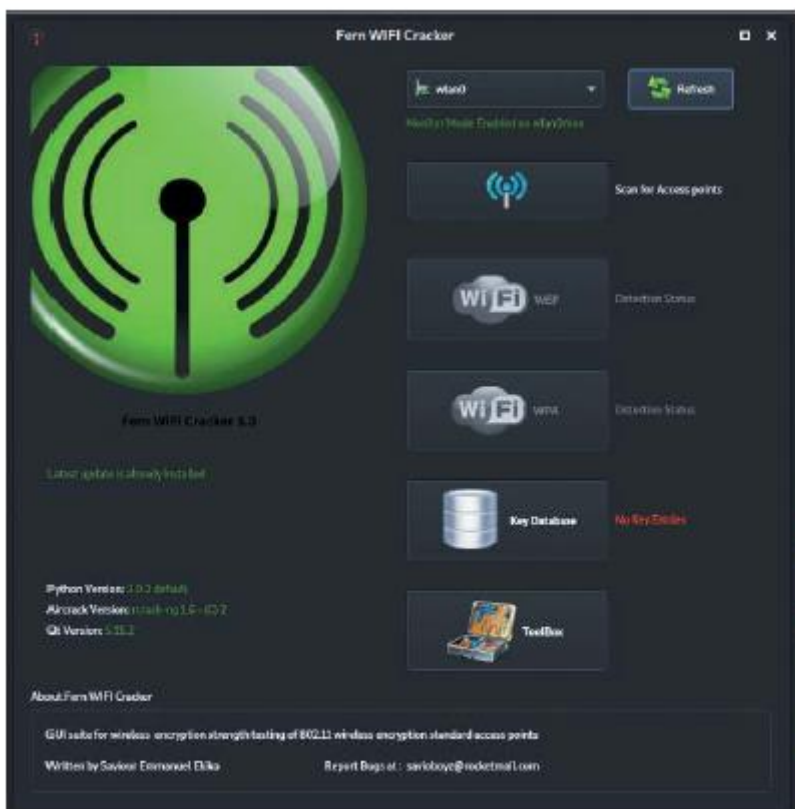 Fern WIFI Cracker
wlan0
Refresh
Monitor Mode Enabled on wlan0mon
Scan for Access points
WiFi WEP
Detection Status
WiFi WPA
Detection Status
Fern WIFI Cracker
Latest update is already installed
Key Database
No Key Entries
Python Version: default
Aircrack Version:
Qt Version:
ToolBox
About Fern WIFI Cracker
GUI suite for wireless encryption strength testing of 802.11 wireless encryption standard access points
Written by Saviour Emmanuel Ekiko
Report Bugs at : savioboyz@rocketmail.com